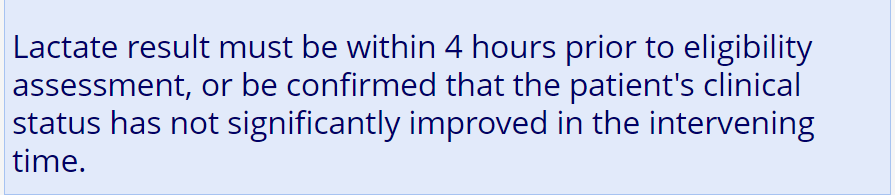 Lactate result must be within 4 hours prior to eligibility
assessment, or be confirmed that the patient's clinical
status has not significantly improved in the intervening
time.